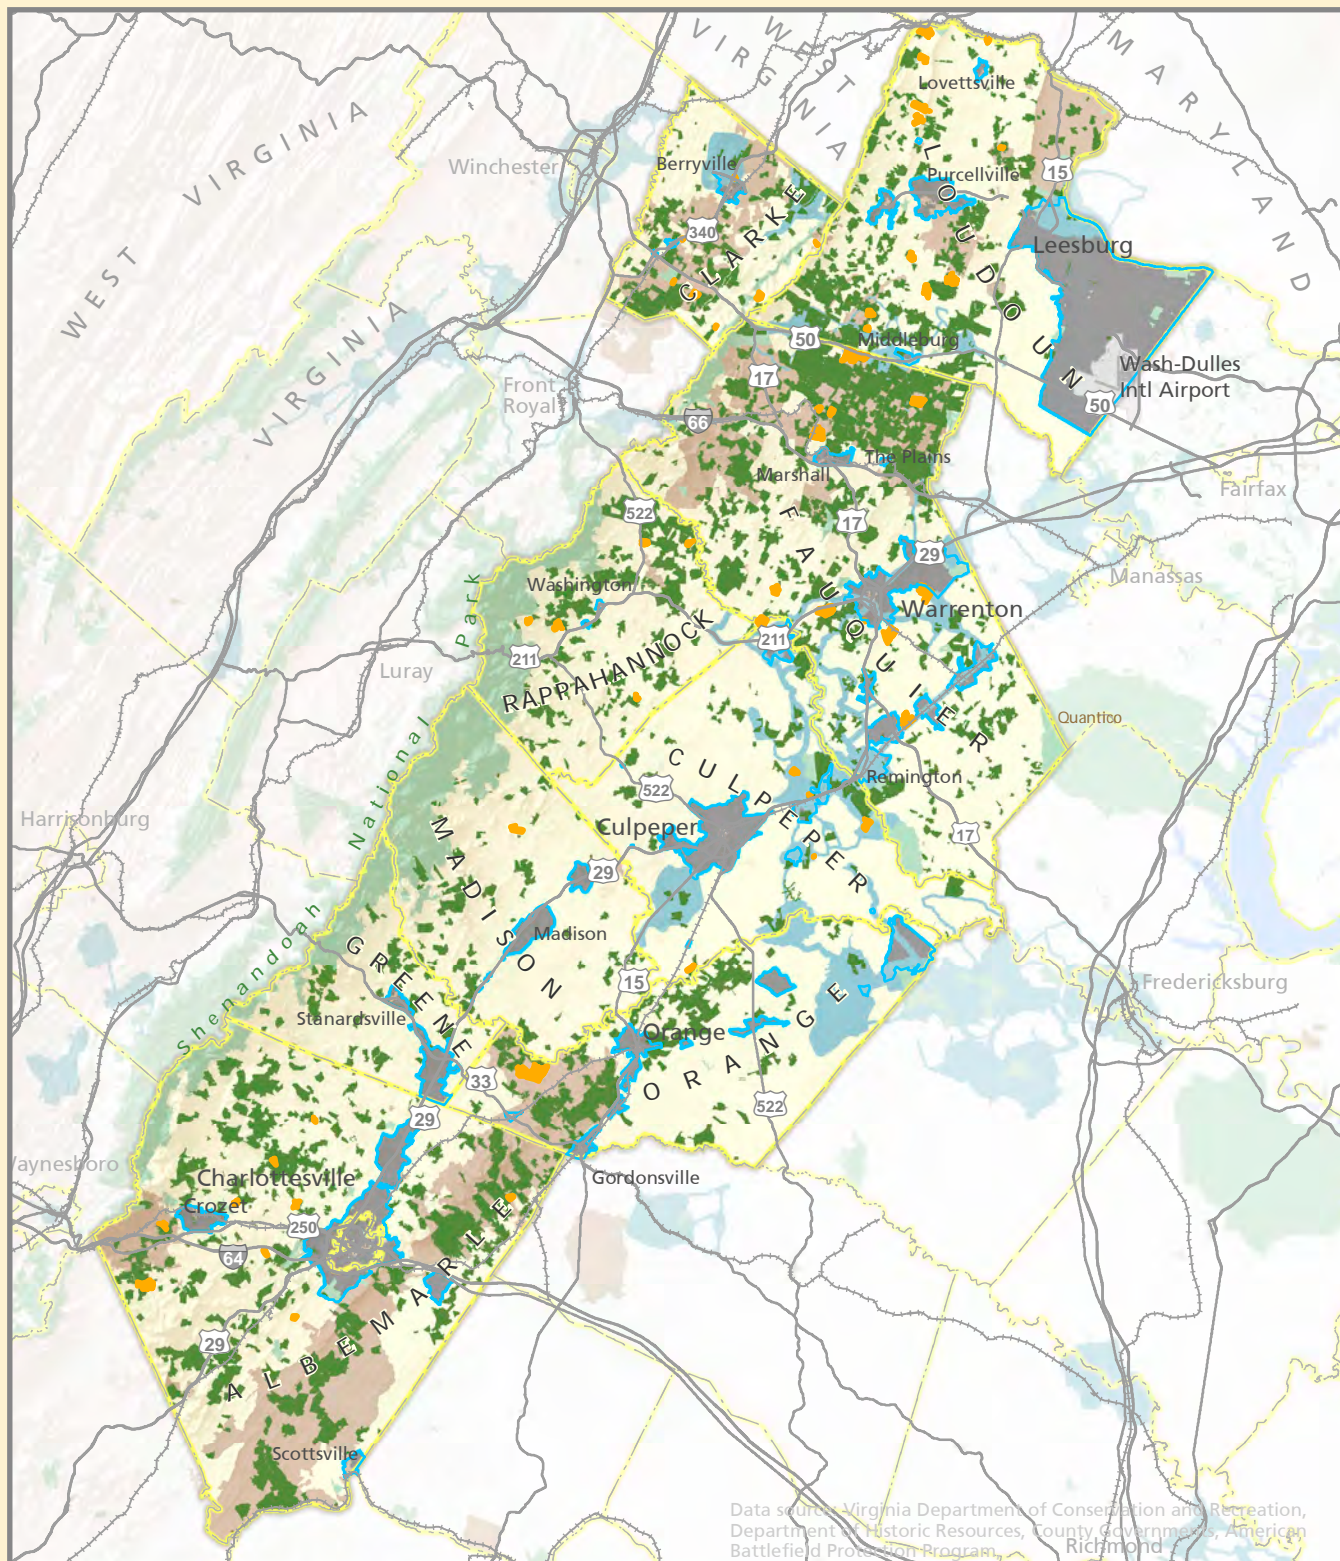 WEST VIRGINIA
MARYLAND
WEST VIRGINIA
VIRGINIA
Lovettsville
Winchester
Berryville
Purcellville
15
LOUDOUN
CLARKE
340
Leesburg
50
Middleburg
Wash-Dulles
Intl Airport
17
Front
Royal
50
66
The Plains
Marshall
Fairfax
522
17
FAUQUIER
29
Manassas
Washington
Warrenton
RAPPAHANNOCK
211
211
Luray
Quantico
Shenandoah National Park
CULPEPER
522
Remington
Harrisonburg
Culpeper
17
MADISON
29
Madison
GREENE
15
Fredericksburg
Stanardsville
Orange
ORANGE
33
522
29
Waynesboro
Charlottesville
Gordonsville
Crozet
250
64
ALBEMARLE
29
Scottsville
Data source: Virginia Department of Conservation and Recreation,
Department of Historic Resources, County Governments, American
Battlefield Protection Program
Richmond